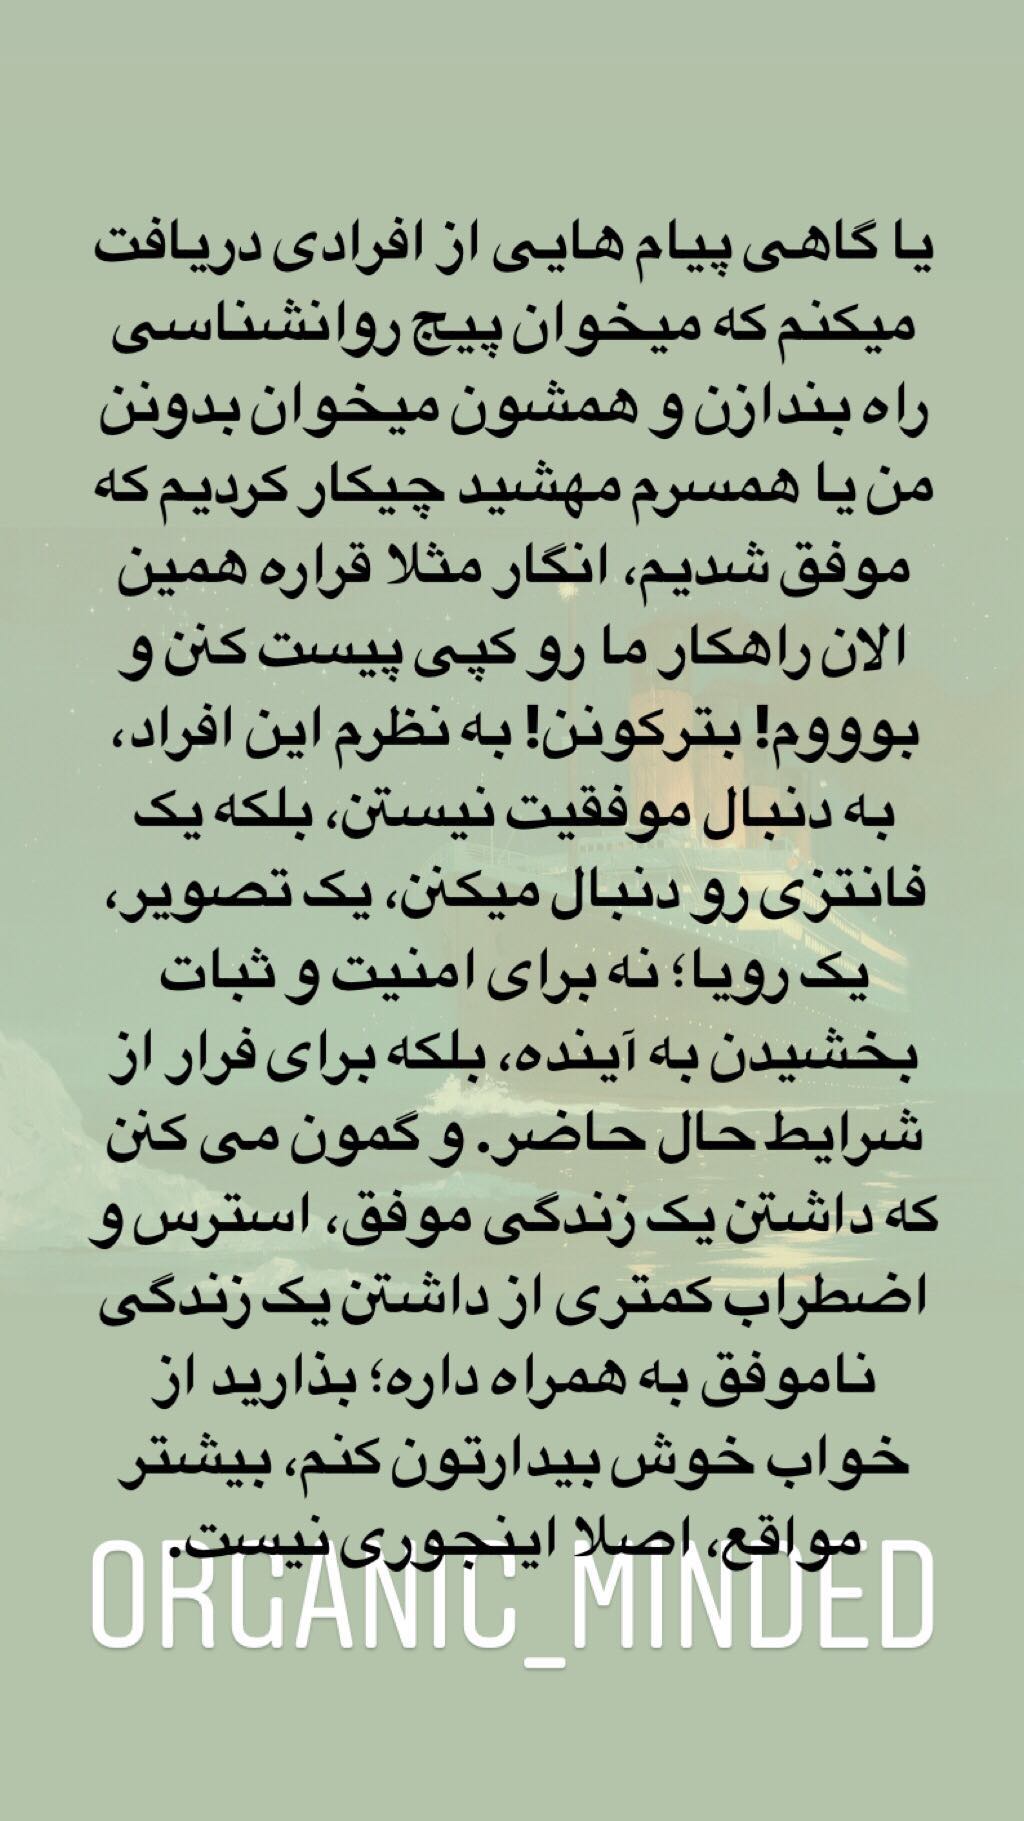 یا گاهی پیام هایی از افرادی دریافت
میکنم که میخوان پیج روانشناسی
راه بندازن و همشون میخوان بدونن
من یا همسرم مهشید چیکار کردیم که
موفق شدیم، انگار مثلا قراره همین
الان راهکار ما رو کپی پیست کنن و
بوووم! بترکونن! به نظرم این افراد،
به دنبال موفقیت نیستن، بلکه یک
فانتزی رو دنبال میکنن، یک تصویر،
یک رویا؛ نه برای امنیت و ثبات
بخشیدن به آینده، بلکه برای فرار از
شرایط حال حاضر. و گمون می کنن
که داشتن یک زندگی موفق، استرس و
اضطراب کمتری از داشتن یک زندگی
ناموفق به همراه داره؛ بذارید از
خواب خوش بیدارتون کنم، بیشتر
مواقع، اصلا اینجوری نیست.
ORGANIC_MINDED